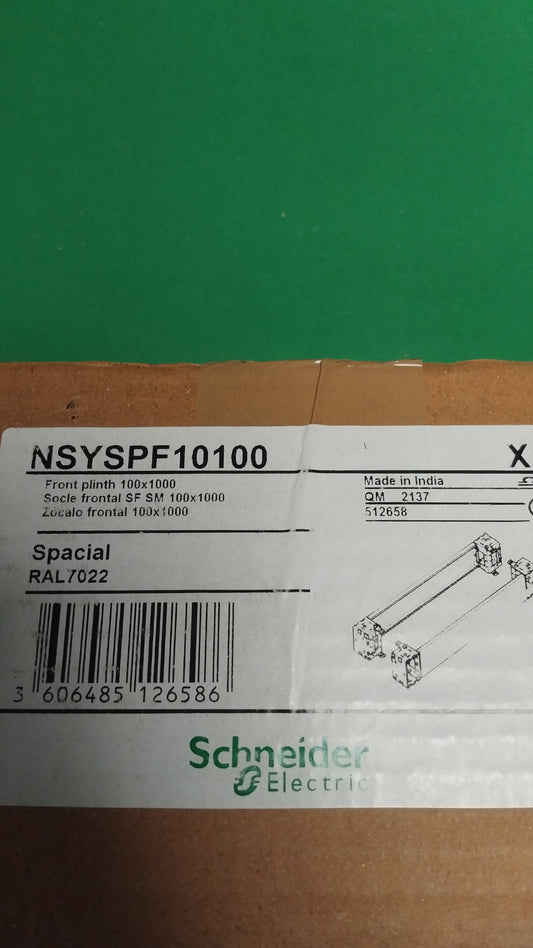 NSYSPF10100
X
Front plinth 100x1000
Socle frontal SF SM 100x1000
Zócalo frontal 100x1000
Made in India
QM 2137
512658
Spacial
RAL7022
3 606485 126586
Schneider
Electric